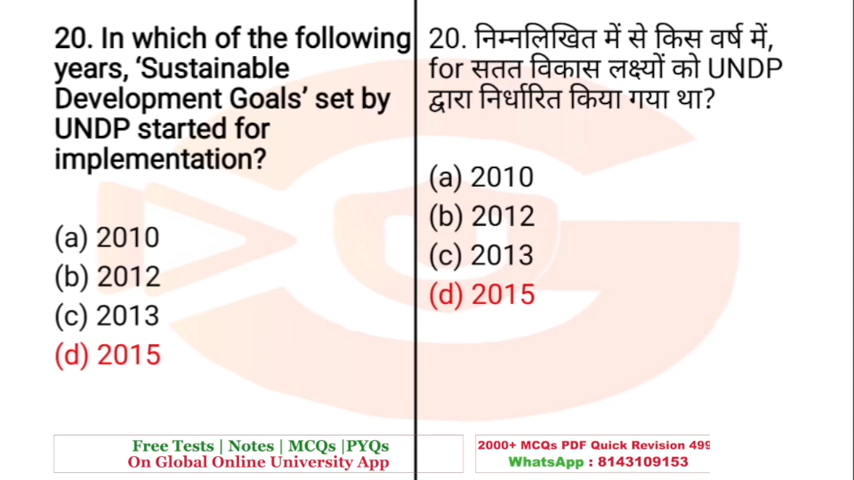 20. In which of the following
years, ‘Sustainable
Development Goals’ set by
UNDP started for
implementation?
(a) 2010
(b) 2012
(c) 2013
(d) 2015
20. निम्नलिखित में से किस वर्ष में,
for सतत विकास लक्ष्यों को UNDP
द्वारा निर्धारित किया गया था?
(a) 2010
(b) 2012
(c) 2013
(d) 2015
Free Tests | Notes | MCQs |PYQs
On Global Online University App
2000+ MCQs PDF Quick Revision 499
WhatsApp : 8143109153